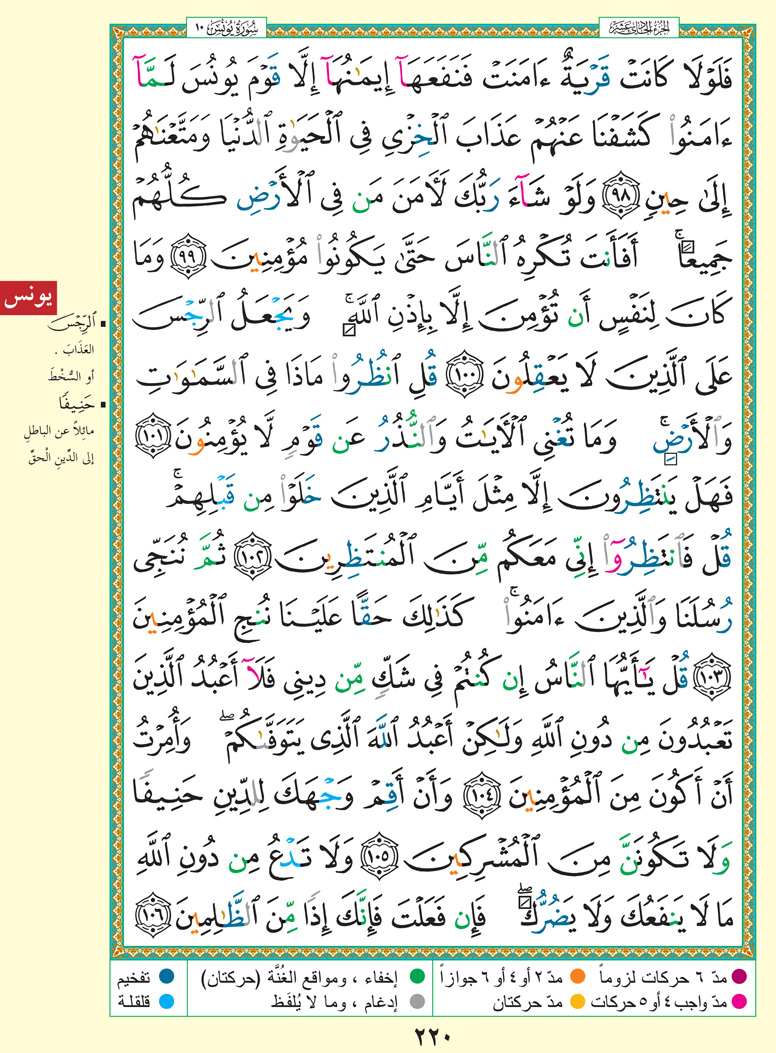 سُورَةُ يُونُسَ ١٠
الجزء الحادي عشر
فَلَوْلَا كَانَتْ قَرْيَةٌ ءَامَنَتْ فَنَفَعَهَآ إِيمَٰنُهَآ إِلَّا قَوْمَ يُونُسَ لَمَّآ
ءَامَنُوا۟ كَشَفْنَا عَنْهُمْ عَذَابَ ٱلْخِزْىِ فِى ٱلْحَيَوٰةِ ٱلدُّنْيَا وَمَتَّعْنَٰهُمْ
إِلَىٰ حِينٍ ٩٨ وَلَوْ شَآءَ رَبُّكَ لَءَامَنَ مَن فِى ٱلْأَرْضِ كُلُّهُمْ
جَمِيعًا ۚ أَفَأَنتَ تُكْرِهُ ٱلنَّاسَ حَتَّىٰ يَكُونُوا۟ مُؤْمِنِينَ ٩٩ وَمَا
كَانَ لِنَفْسٍ أَن تُؤْمِنَ إِلَّا بِإِذْنِ ٱللَّهِ ۚ وَيَجْعَلُ ٱلرِّجْسَ
عَلَى ٱلَّذِينَ لَا يَعْقِلُونَ ١٠٠ قُلِ ٱنظُرُوا۟ مَاذَا فِى ٱلسَّمَٰوَٰتِ
وَٱلْأَرْضِ ۚ وَمَا تُغْنِى ٱلْءَايَٰتُ وَٱلنُّذُرُ عَن قَوْمٍ لَّا يُؤْمِنُونَ ١٠١
فَهَلْ يَنتَظِرُونَ إِلَّا مِثْلَ أَيَّامِ ٱلَّذِينَ خَلَوْا۟ مِن قَبْلِهِمْ ۚ
قُلْ فَٱنتَظِرُوٓا۟ إِنِّى مَعَكُم مِّنَ ٱلْمُنتَظِرِينَ ١٠٢ ثُمَّ نُنَجِّى
رُسُلَنَا وَٱلَّذِينَ ءَامَنُوا۟ ۚ كَذَٰلِكَ حَقًّا عَلَيْنَا نُنجِ ٱلْمُؤْمِنِينَ
١٠٣ قُلْ يَٰٓأَيُّهَا ٱلنَّاسُ إِن كُنتُمْ فِى شَكٍّ مِّن دِينِى فَلَآ أَعْبُدُ ٱلَّذِينَ
تَعْبُدُونَ مِن دُونِ ٱللَّهِ وَلَٰكِنْ أَعْبُدُ ٱللَّهَ ٱلَّذِى يَتَوَفَّىٰكُمْ ۖ وَأُمِرْتُ
أَنْ أَكُونَ مِنَ ٱلْمُؤْمِنِينَ ١٠٤ وَأَنْ أَقِمْ وَجْهَكَ لِلدِّينِ حَنِيفًا
وَلَا تَكُونَنَّ مِنَ ٱلْمُشْرِكِينَ ١٠٥ وَلَا تَدْعُ مِن دُونِ ٱللَّهِ
مَا لَا يَنفَعُكَ وَلَا يَضُرُّكَ ۖ فَإِن فَعَلْتَ فَإِنَّكَ إِذًا مِّنَ ٱلظَّٰلِمِينَ ١٠٦
يونس
الرِّجْسَ
العَذَابَ .
أو السُّخْطَ
حَنِيفًا
مائلاً عن الباطلِ
إلى الدّينِ الْحقِّ
مدّ ٦ حركات لزوماً
مدّ ٢ أو ٤ أو ٦ جوازاً
إخفاء ، ومواقع الغُنَّة (حركتان)
تفخيم
مدّ واجب ٤ أو ٥ حركات
مدّ حركتان
إدغام ، وما لا يُلفَظ
قلقلة
٢٢٠